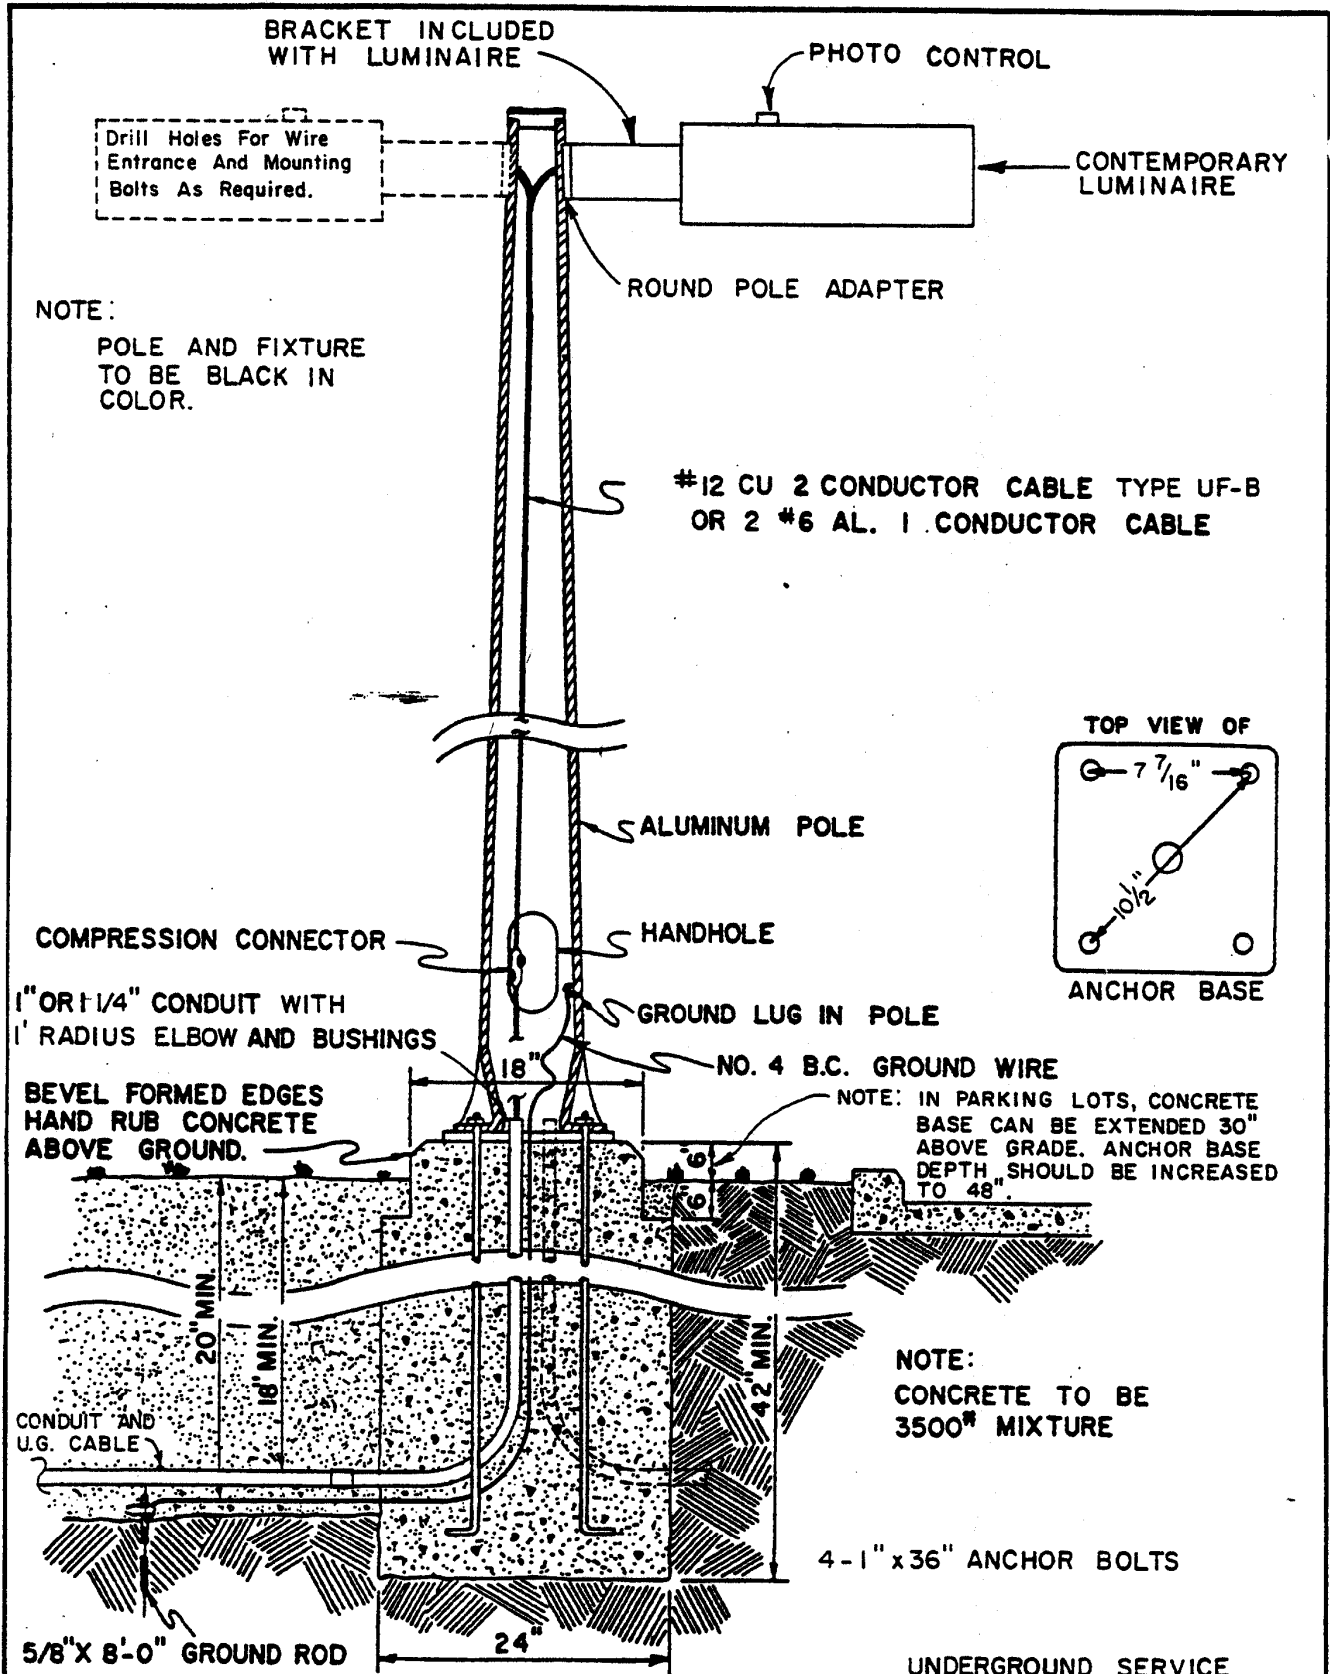 BRACKET INCLUDED
WITH LUMINAIRE
PHOTO CONTROL
Drill Holes For Wire
Entrance And Mounting
Bolts As Required.
CONTEMPORARY
LUMINAIRE
ROUND POLE ADAPTER
NOTE:
POLE AND FIXTURE
TO BE BLACK IN
COLOR.
#12 CU 2 CONDUCTOR CABLE TYPE UF-B
OR 2 #6 AL. 1 CONDUCTOR CABLE
TOP VIEW OF
7 7/16"
10 1/2"
ANCHOR BASE
ALUMINUM POLE
COMPRESSION CONNECTOR
HANDHOLE
1" OR 1 1/4" CONDUIT WITH
1' RADIUS ELBOW AND BUSHINGS
GROUND LUG IN POLE
18"
NO. 4 B.C. GROUND WIRE
BEVEL FORMED EDGES
HAND RUB CONCRETE
ABOVE GROUND.
NOTE: IN PARKING LOTS, CONCRETE
BASE CAN BE EXTENDED 30"
ABOVE GRADE. ANCHOR BASE
DEPTH SHOULD BE INCREASED
TO 48".
6"
6"
20" MIN
18" MIN.
42" MIN.
NOTE:
CONCRETE TO BE
3500# MIXTURE
CONDUIT AND
U.G. CABLE
4-1" x 36" ANCHOR BOLTS
5/8" X 8'-0" GROUND ROD
24"
UNDERGROUND SERVICE